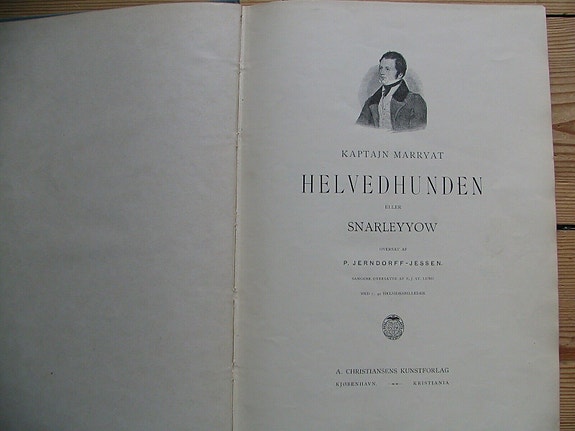 KAPTAJN MARRYAT
HELVEDHUNDEN
ELLER
SNARLEYYOW
OVERSAT AF
P. JERNDORFF-JESSEN.
A. CHRISTIANSENS KUNSTFORLAG
KJØBENHAVN. KRISTIANIA